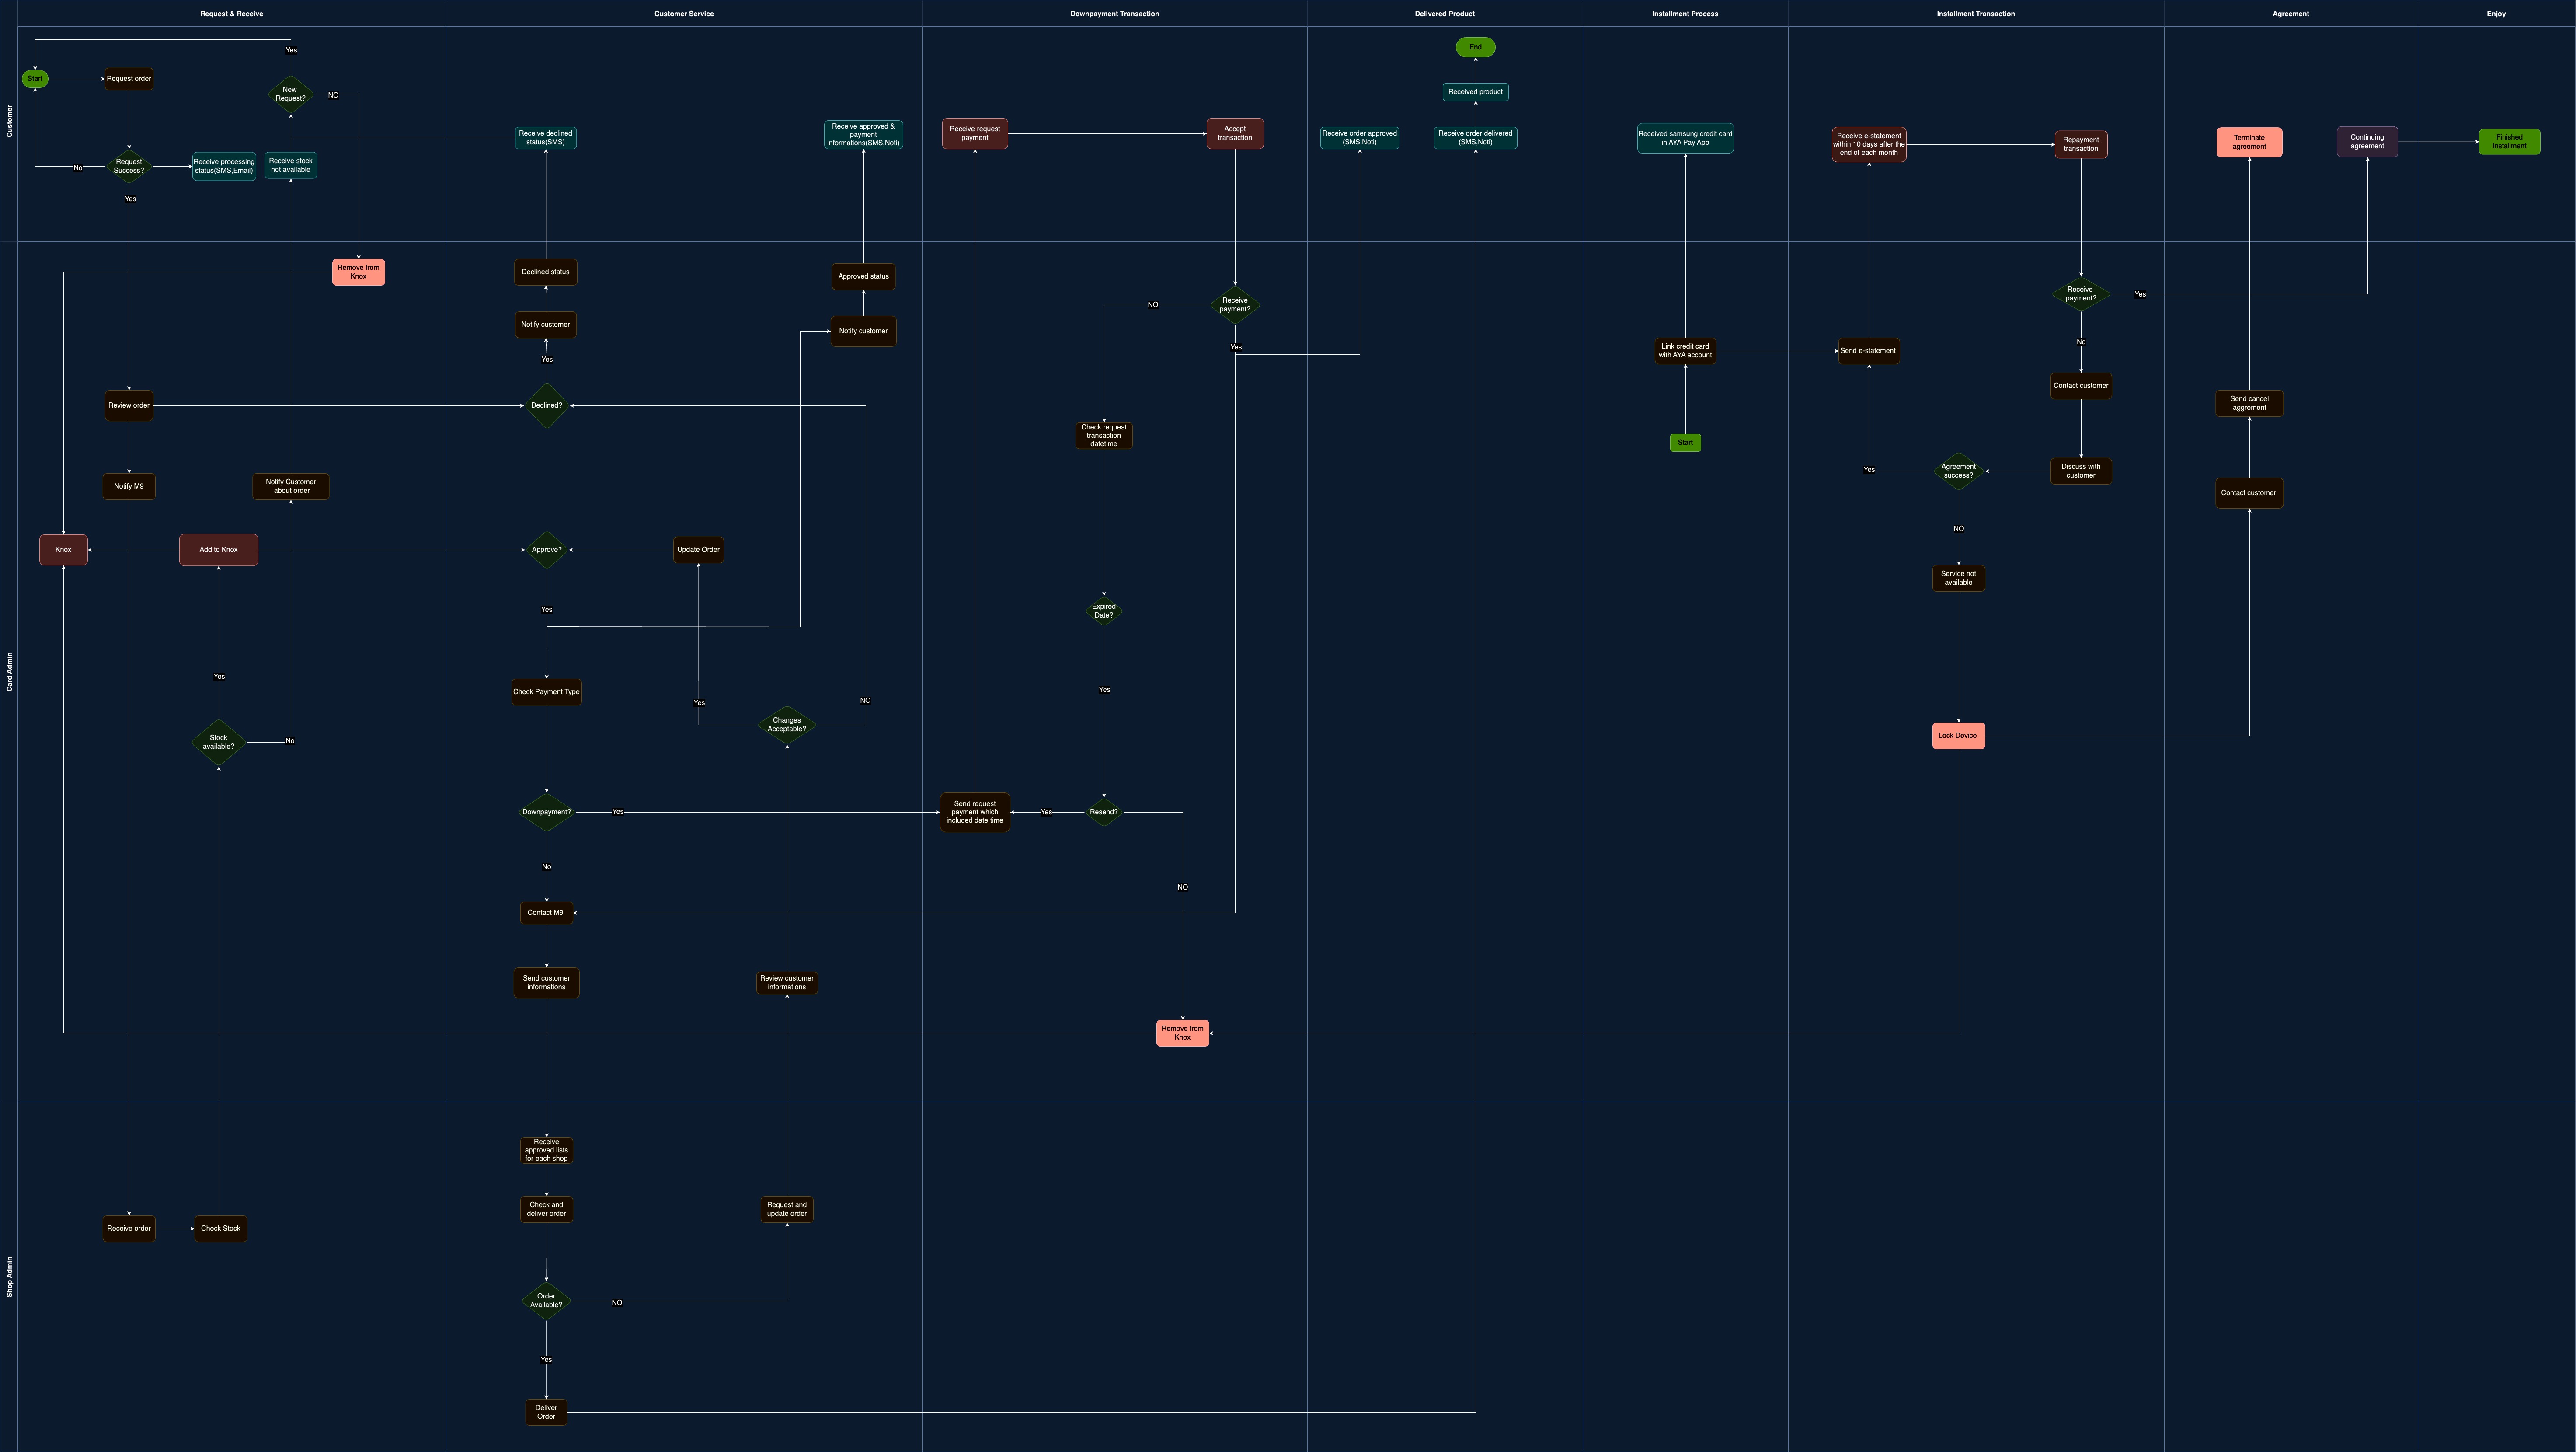 Request & Receive
Customer Service
Downpayment Transaction
Delivered Product
Installment Process
Installment Transaction
Agreement
Enjoy
Customer
Start
Request order
Yes
New
Request?
NO
Request
Success?
No
Yes
Receive processing
status(SMS,Email)
Receive stock
not available
Receive declined
status(SMS)
Receive approved &
payment
informations(SMS,Noti)
Receive request
payment
Accept
transaction
End
Received product
Receive order approved
(SMS,Noti)
Receive order delivered
(SMS,Noti)
Received samsung credit card
in AYA Pay App
Receive e-statement
within 10 days after the
end of each month
Repayment
transaction
Terminate
agreement
Continuing
agreement
Finished
Installment
Card Admin
Remove from
Knox
Review order
Notify M9
Notify Customer
about order
Knox
Add to Knox
Yes
Stock
available?
No
Declined status
Notify customer
Yes
Declined?
Approved status
Notify customer
Approve?
Update Order
Yes
Check Payment Type
Yes
Changes
Acceptable?
NO
Downpayment?
Yes
No
Contact M9
Send customer
informations
Review customer
informations
Receive
payment?
NO
Yes
Check request
transaction
datetime
Expired
Date?
Yes
Send request
payment which
included date time
Yes
Resend?
NO
Remove from
Knox
Link credit card
with AYA account
Start
Send e-statement
Receive
payment?
Yes
No
Contact customer
Discuss with
customer
Agreement
success?
Yes
NO
Service not
available
Lock Device
Send cancel
aggrement
Contact customer
Shop Admin
Receive order
Check Stock
Receive
approved lists
for each shop
Check and
deliver order
Request and
update order
Order
Available?
NO
Yes
Deliver
Order